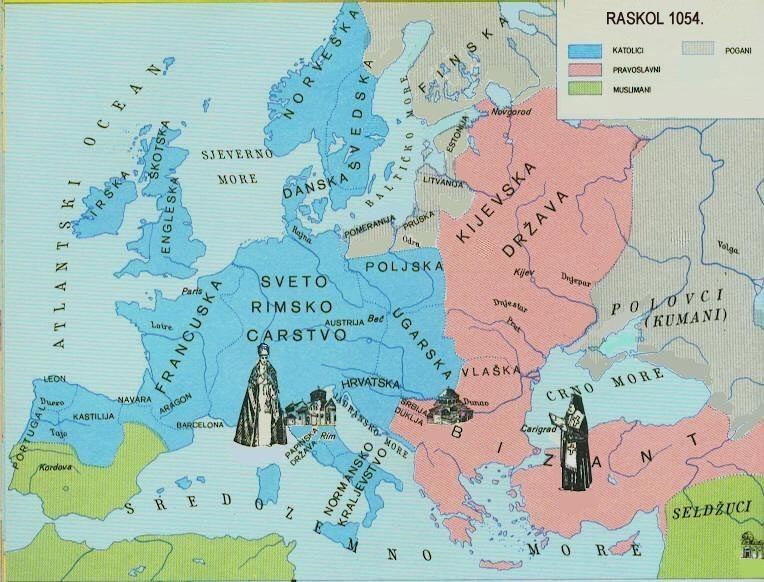 RASKOL 1054.
KATOLICI
POGANI
PRAVOSLAVNI
MUSLIMANI
ATLANTSKI OCEAN
NORVEŠKA
ŠVEDSKA
FINSKA
Novgorod
ESTONIJA
BALTIČKO MORE
SJEVERNO
MORE
ŠKOTSKA
IRSKA
ENGLESKA
DANSKA
LITVANIJA
KIJEVSKA
DRŽAVA
POMERANIJA
PRUSKA
Odra
Rajna
POLJSKA
Volga
Kijev
Dnjepar
Dnjestar
Prut
POLOVCI
(KUMANI)
Paris
Loire
FRANCUSKA
SVETO
RIMSKO
CARSTVO
AUSTRIJA
Beč
UGARSKA
VLAŠKA
CRNO MORE
HRVATSKA
LEON
Duero
KASTILIJA
NAVARA
ARAGON
BARCELONA
PORTUGAL
Tajo
Kordova
JADRANSKO MORE
SRBIJA
DUKLJA
Dunav
Rim
PAPINSKA
DRŽAVA
NORMANSKO
KRALJEVSTVO
Carigrad
BIZANT
SELDŽUCI
SREDOZEMNO MORE